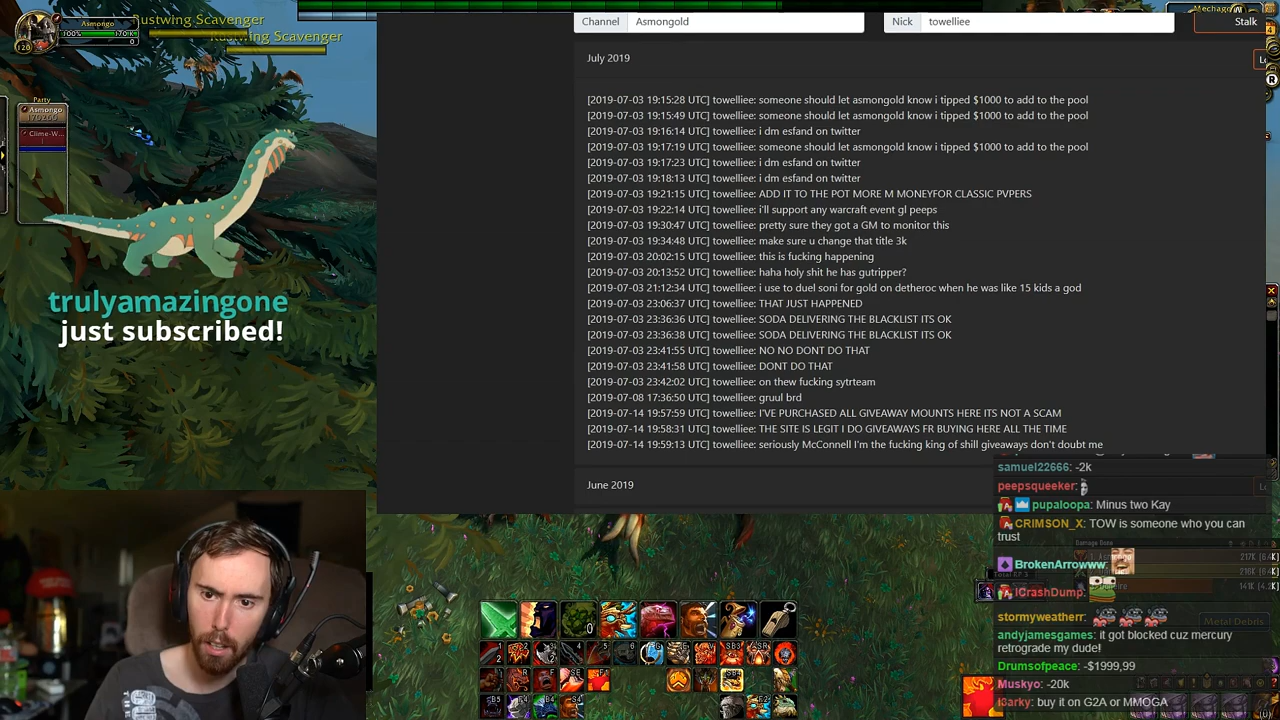 Asmongo
100%
170K
0
120
Rustwing Scavenger
Rustwing Scavenger
Party
Asmongo
170266
Clime-W...
1
trulyamazingone
just subscribed!
Channel Asmongold Nick towelliee Stalk
July 2019
[2019-07-03 19:15:28 UTC] towelliee: someone should let asmongold know i tipped $1000 to add to the pool
[2019-07-03 19:15:49 UTC] towelliee: someone should let asmongold know i tipped $1000 to add to the pool
[2019-07-03 19:16:14 UTC] towelliee: i dm esfand on twitter
[2019-07-03 19:17:19 UTC] towelliee: someone should let asmongold know i tipped $1000 to add to the pool
[2019-07-03 19:17:23 UTC] towelliee: i dm esfand on twitter
[2019-07-03 19:18:13 UTC] towelliee: i dm esfand on twitter
[2019-07-03 19:21:15 UTC] towelliee: ADD IT TO THE POT MORE M MONEYFOR CLASSIC PVPERS
[2019-07-03 19:22:14 UTC] towelliee: i'll support any warcraft event gl peeps
[2019-07-03 19:30:47 UTC] towelliee: pretty sure they got a GM to monitor this
[2019-07-03 19:34:48 UTC] towelliee: make sure u change that title 3k
[2019-07-03 20:02:15 UTC] towelliee: this is fucking happening
[2019-07-03 20:13:52 UTC] towelliee: haha holy shit he has gutripper?
[2019-07-03 21:12:34 UTC] towelliee: i use to duel soni for gold on detheroc when he was like 15 kids a god
[2019-07-03 23:06:37 UTC] towelliee: THAT JUST HAPPENED
[2019-07-03 23:36:36 UTC] towelliee: SODA DELIVERING THE BLACKLIST ITS OK
[2019-07-03 23:36:38 UTC] towelliee: SODA DELIVERING THE BLACKLIST ITS OK
[2019-07-03 23:41:55 UTC] towelliee: NO NO DONT DO THAT
[2019-07-03 23:41:58 UTC] towelliee: DONT DO THAT
[2019-07-03 23:42:02 UTC] towelliee: on thew fucking sytrteam
[2019-07-08 17:36:50 UTC] towelliee: gruul brd
[2019-07-14 19:57:59 UTC] towelliee: I'VE PURCHASED ALL GIVEAWAY MOUNTS HERE ITS NOT A SCAM
[2019-07-14 19:58:31 UTC] towelliee: THE SITE IS LEGIT I DO GIVEAWAYS FR BUYING HERE ALL THE TIME
[2019-07-14 19:59:13 UTC] towelliee: seriously McConnell I'm the fucking king of shill giveaways don't doubt me
June 2019
samuel22666: -2k
peepsqueeker:
pupaloopa: Minus two Kay
CRIMSON_X: TOW is someone who you can
trust
BrokenArrowww:
iCrashDump:
stormyweatherr:
andyjamesgames: it got blocked cuz mercury
retrograde my dude!
Drumsofpeace: -$1999,99
Muskyo: -20k
i3arky: buy it on G2A or MMOGA
Metal Debris